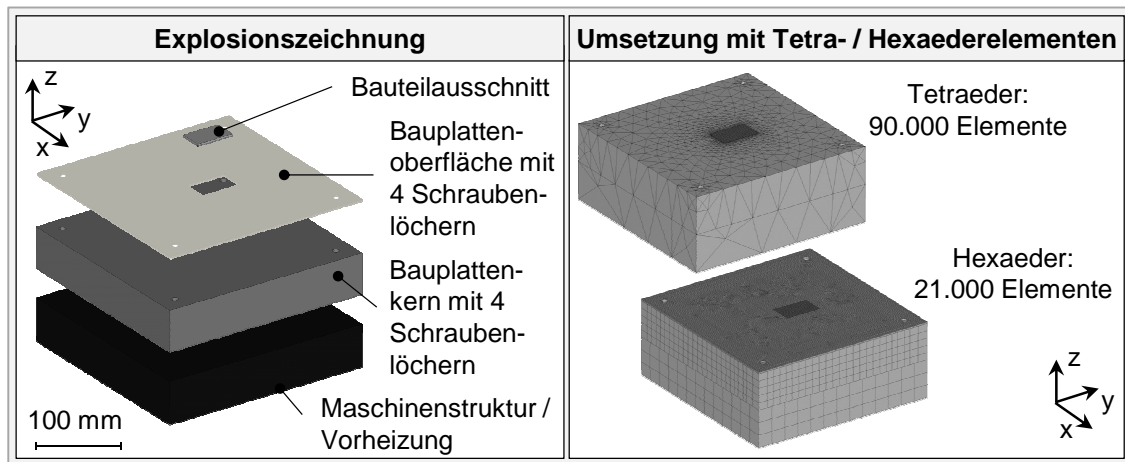 Explosionszeichnung
z
y
x
Bauteilausschnitt
Bauplatten-
oberfläche mit
4 Schrauben-
löchern
Bauplatten-
kern mit 4
Schrauben-
löchern
Maschinenstruktur /
Vorheizung
100 mm
Umsetzung mit Tetra- / Hexaederelementen
Tetraeder:
90.000 Elemente
Hexaeder:
21.000 Elemente
z
y
x